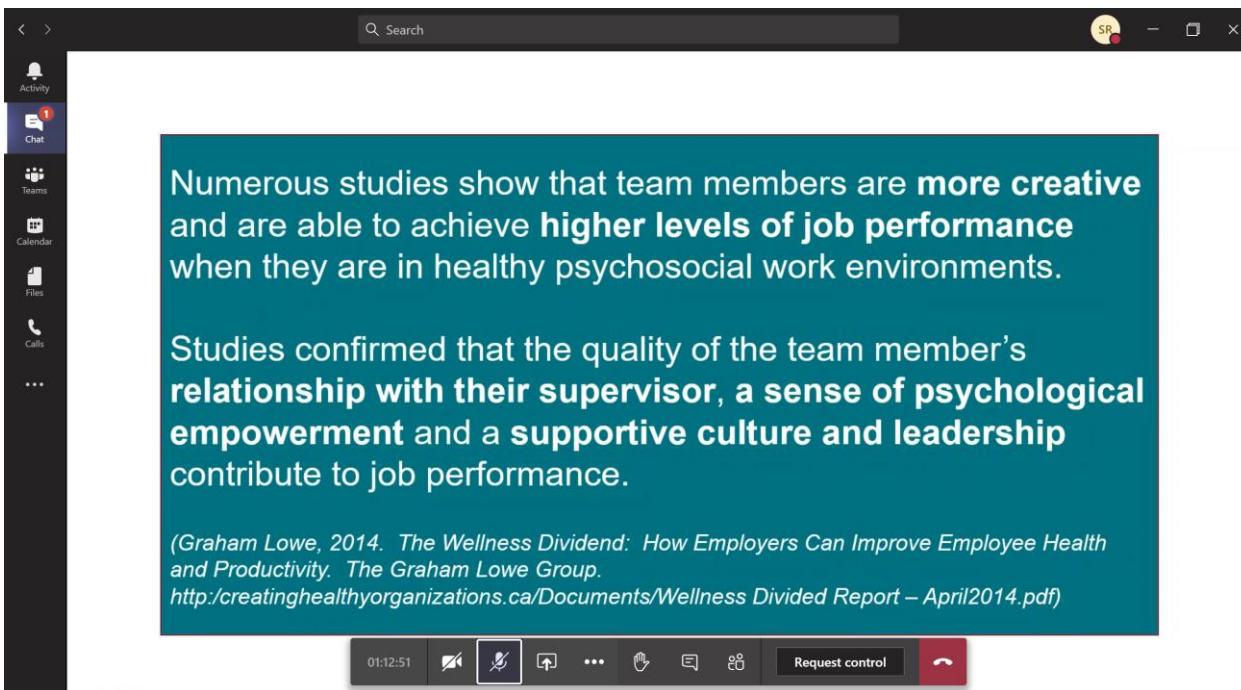 Search
SR
Activity
1
Chat
Teams
Calendar
Files
Calls
Numerous studies show that team members are more creative
and are able to achieve higher levels of job performance
when they are in healthy psychosocial work environments.
Studies confirmed that the quality of the team member's
relationship with their supervisor, a sense of psychological
empowerment and a supportive culture and leadership
contribute to job performance.
(Graham Lowe, 2014. The Wellness Dividend: How Employers Can Improve Employee Health
and Productivity. The Graham Lowe Group.
http:/creatinghealthyorganizations.ca/Documents/Wellness Divided Report – April2014.pdf)
01:12:51
Request control